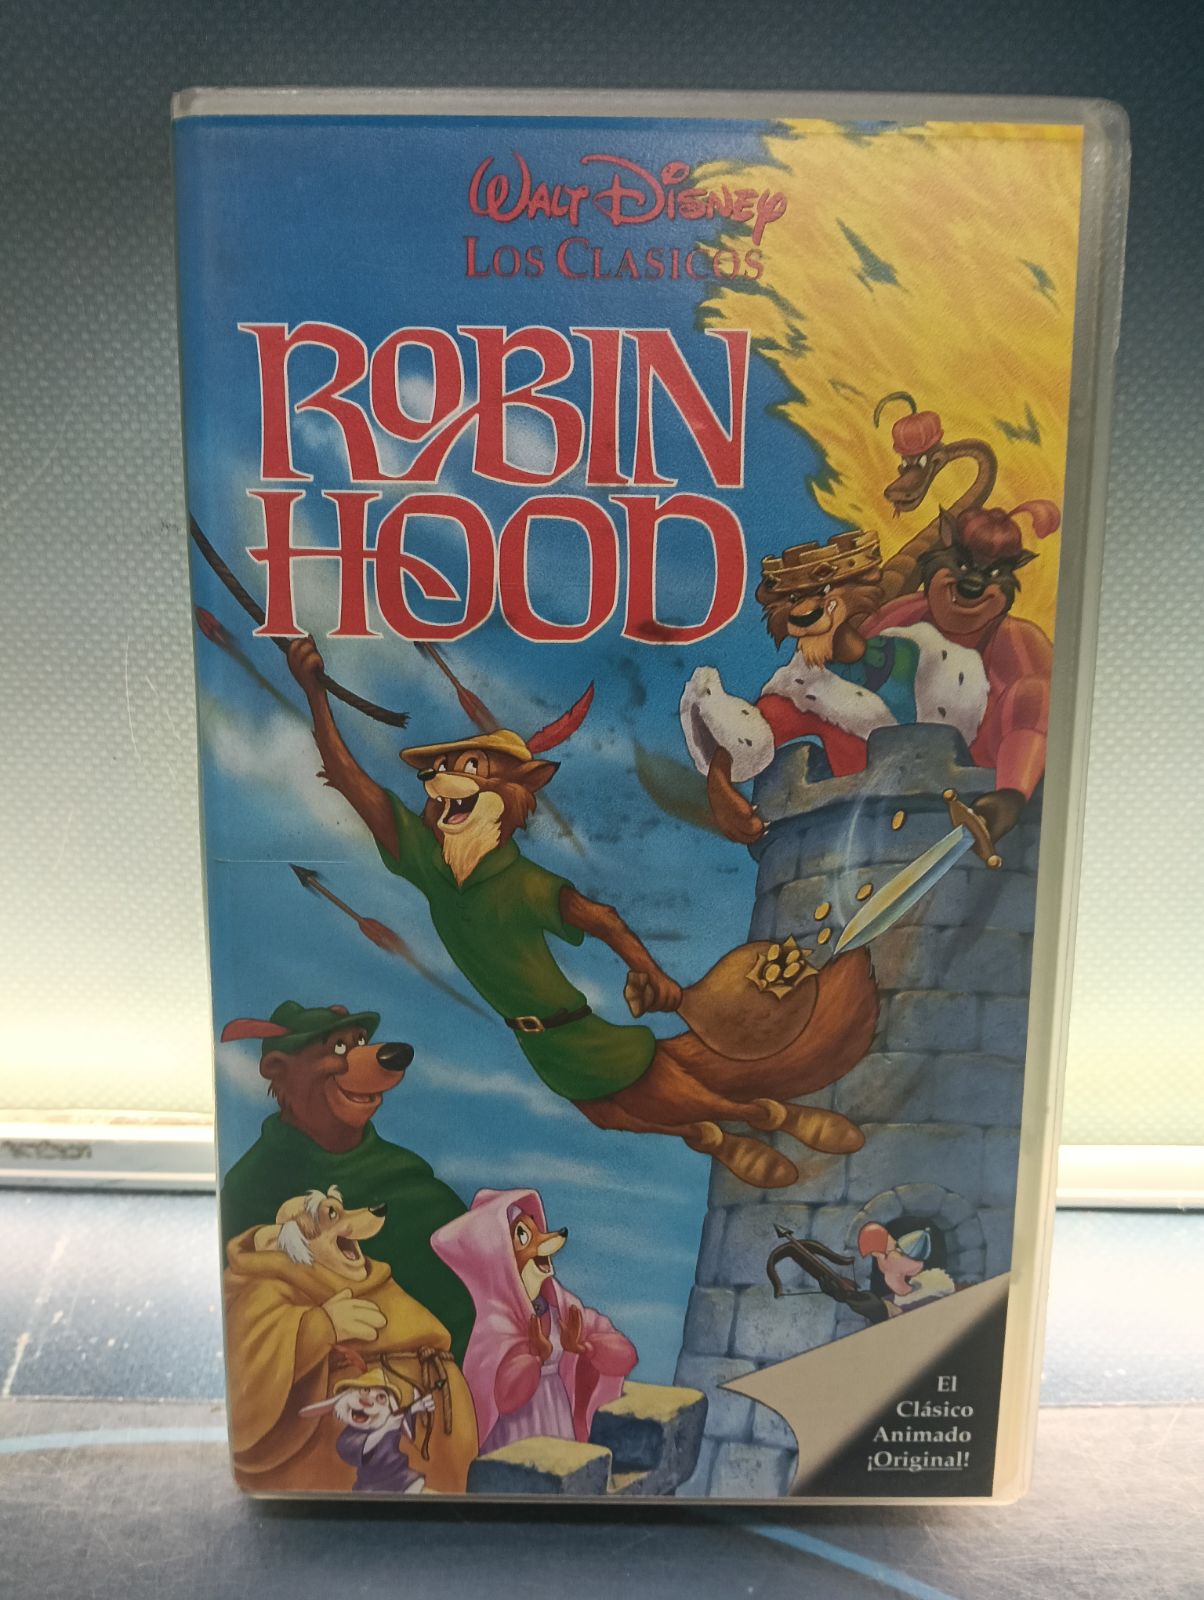 WALT DISNEY
LOS CLASICOS
ROBIN
HOOD
El
Clásico
Animado
¡Original!